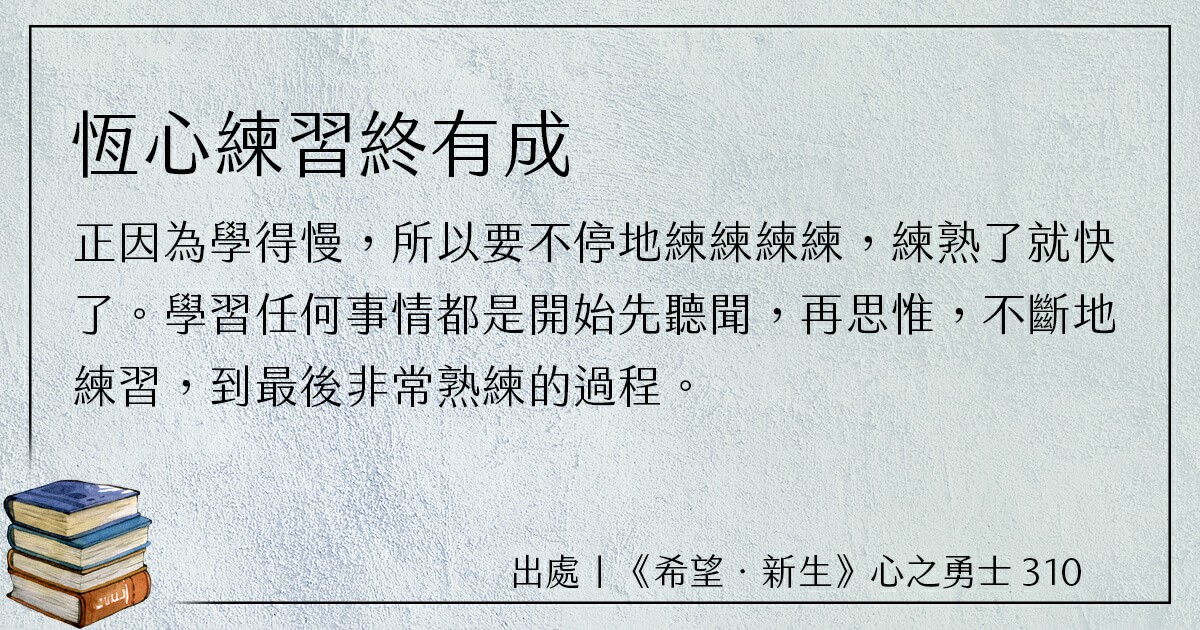 恆心練習終有成
正因為學得慢，所以要不停地練練練練，練熟了就快
了。學習任何事情都是開始先聽聞，再思惟，不斷地
練習，到最後非常熟練的過程。
出處丨《希望．新生》心之勇士 310